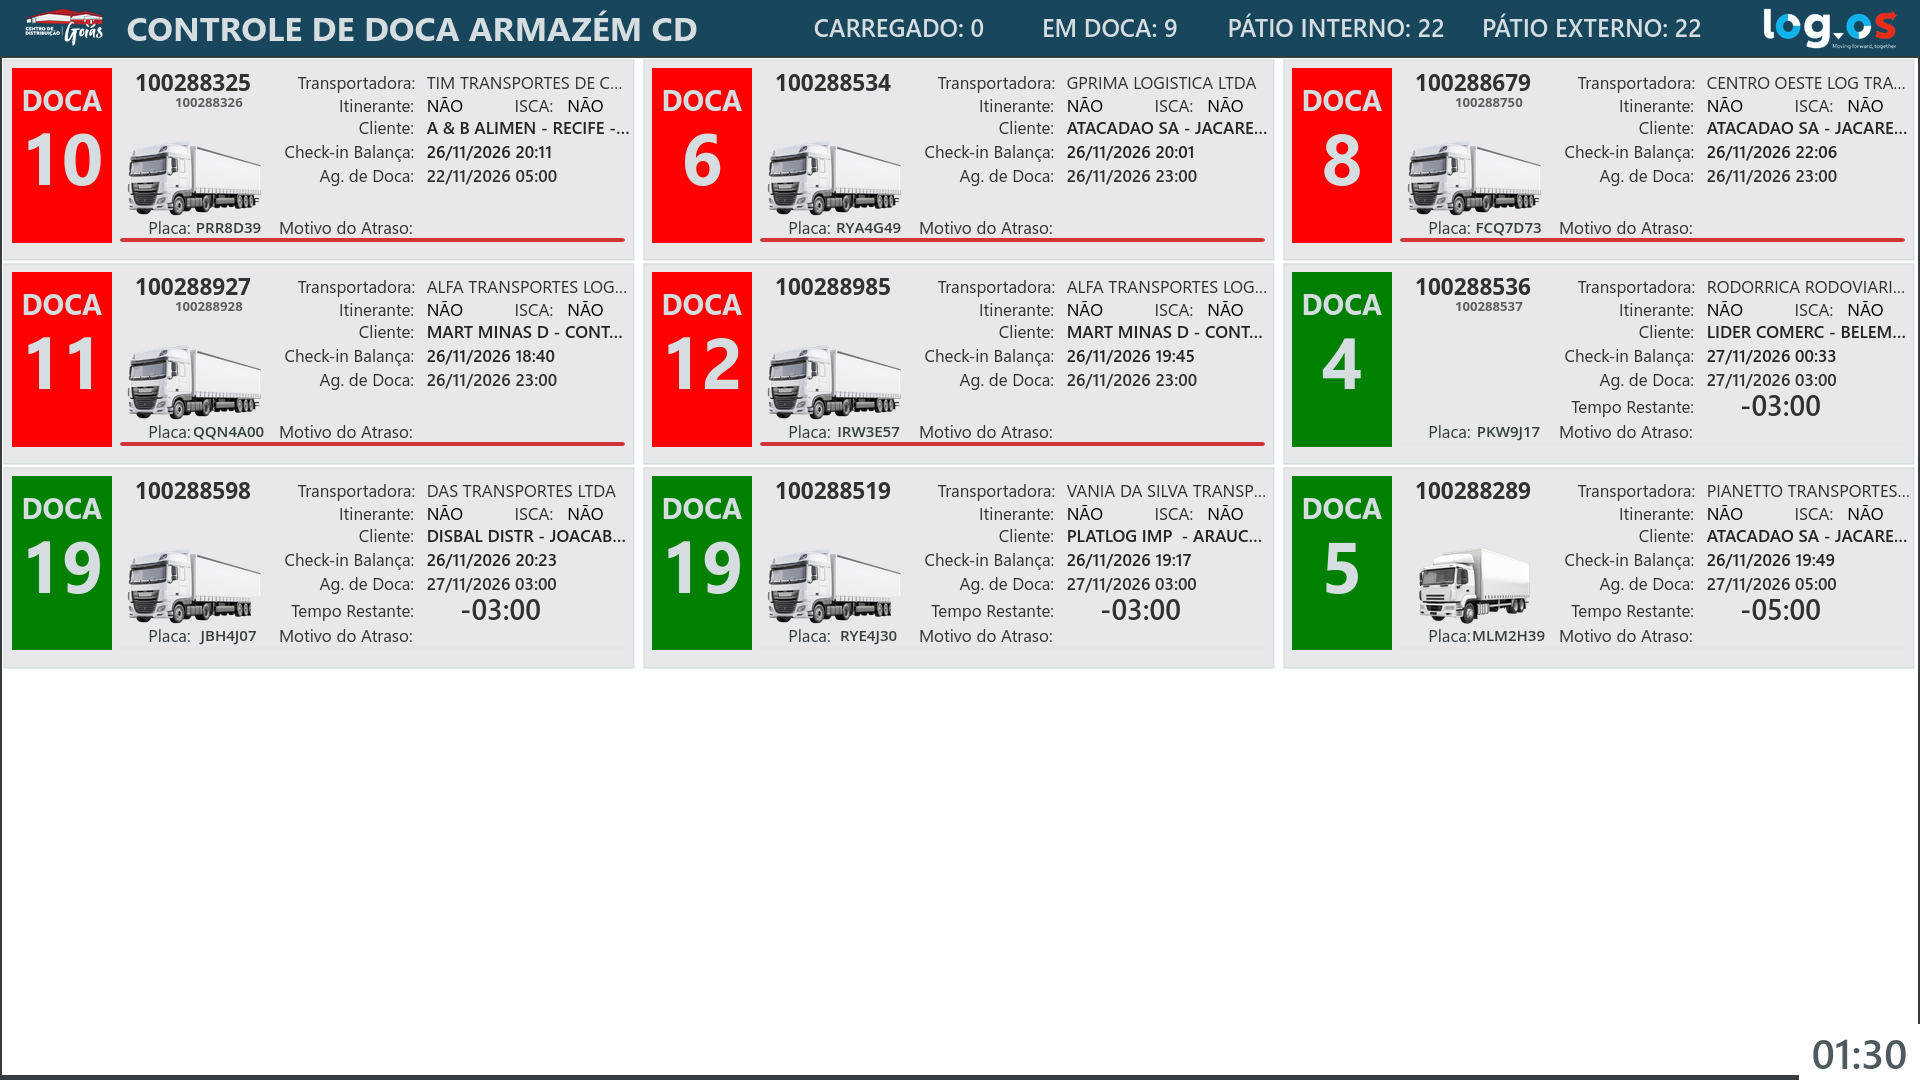 CENTRO DE DISTRIBUIÇÃO Goiás
CONTROLE DE DOCA ARMAZÉM CD
CARREGADO: 0
EM DOCA: 9
PÁTIO INTERNO: 22
PÁTIO EXTERNO: 22
log.os
Moving forward, together
DOCA
10
100288325
100288326
Transportadora: TIM TRANSPORTES DE C...
Itinerante: NÃO ISCA: NÃO
Cliente: A & B ALIMEN - RECIFE -...
Check-in Balança: 26/11/2026 20:11
Ag. de Doca: 22/11/2026 05:00
Placa: PRR8D39 Motivo do Atraso:
DOCA
6
100288534
Transportadora: GPRIMA LOGISTICA LTDA
Itinerante: NÃO ISCA: NÃO
Cliente: ATACADAO SA - JACARE...
Check-in Balança: 26/11/2026 20:01
Ag. de Doca: 26/11/2026 23:00
Placa: RYA4G49 Motivo do Atraso:
DOCA
8
100288679
100288750
Transportadora: CENTRO OESTE LOG TRA...
Itinerante: NÃO ISCA: NÃO
Cliente: ATACADAO SA - JACARE...
Check-in Balança: 26/11/2026 22:06
Ag. de Doca: 26/11/2026 23:00
Placa: FCQ7D73 Motivo do Atraso:
DOCA
11
100288927
100288928
Transportadora: ALFA TRANSPORTES LOG...
Itinerante: NÃO ISCA: NÃO
Cliente: MART MINAS D - CONT...
Check-in Balança: 26/11/2026 18:40
Ag. de Doca: 26/11/2026 23:00
Placa: QQN4A00 Motivo do Atraso:
DOCA
12
100288985
Transportadora: ALFA TRANSPORTES LOG...
Itinerante: NÃO ISCA: NÃO
Cliente: MART MINAS D - CONT...
Check-in Balança: 26/11/2026 19:45
Ag. de Doca: 26/11/2026 23:00
Placa: IRW3E57 Motivo do Atraso:
DOCA
4
100288536
100288537
Transportadora: RODORRICA RODOVIARI...
Itinerante: NÃO ISCA: NÃO
Cliente: LIDER COMERC - BELEM...
Check-in Balança: 27/11/2026 00:33
Ag. de Doca: 27/11/2026 03:00
Tempo Restante: -03:00
Placa: PKW9J17 Motivo do Atraso:
DOCA
19
100288598
Transportadora: DAS TRANSPORTES LTDA
Itinerante: NÃO ISCA: NÃO
Cliente: DISBAL DISTR - JOACAB...
Check-in Balança: 26/11/2026 20:23
Ag. de Doca: 27/11/2026 03:00
Tempo Restante: -03:00
Placa: JBH4J07 Motivo do Atraso:
DOCA
19
100288519
Transportadora: VANIA DA SILVA TRANSP...
Itinerante: NÃO ISCA: NÃO
Cliente: PLATLOG IMP - ARAUC...
Check-in Balança: 26/11/2026 19:17
Ag. de Doca: 27/11/2026 03:00
Tempo Restante: -03:00
Placa: RYE4J30 Motivo do Atraso:
DOCA
5
100288289
Transportadora: PIANETTO TRANSPORTES...
Itinerante: NÃO ISCA: NÃO
Cliente: ATACADAO SA - JACARE...
Check-in Balança: 26/11/2026 19:49
Ag. de Doca: 27/11/2026 05:00
Tempo Restante: -05:00
Placa: MLM2H39 Motivo do Atraso:
01:30